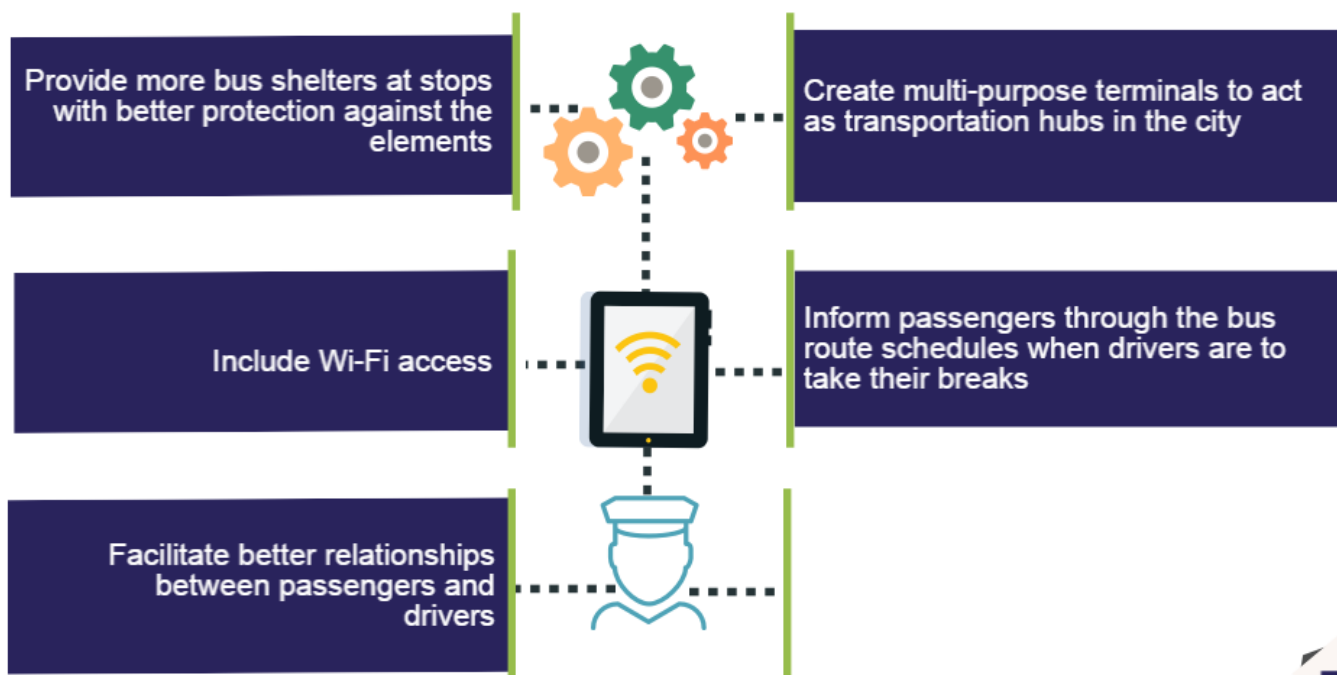 Provide more bus shelters at stops
with better protection against the
elements
Create multi-purpose terminals to act
as transportation hubs in the city
Include Wi-Fi access
Inform passengers through the bus
route schedules when drivers are to
take their breaks
Facilitate better relationships
between passengers and
drivers